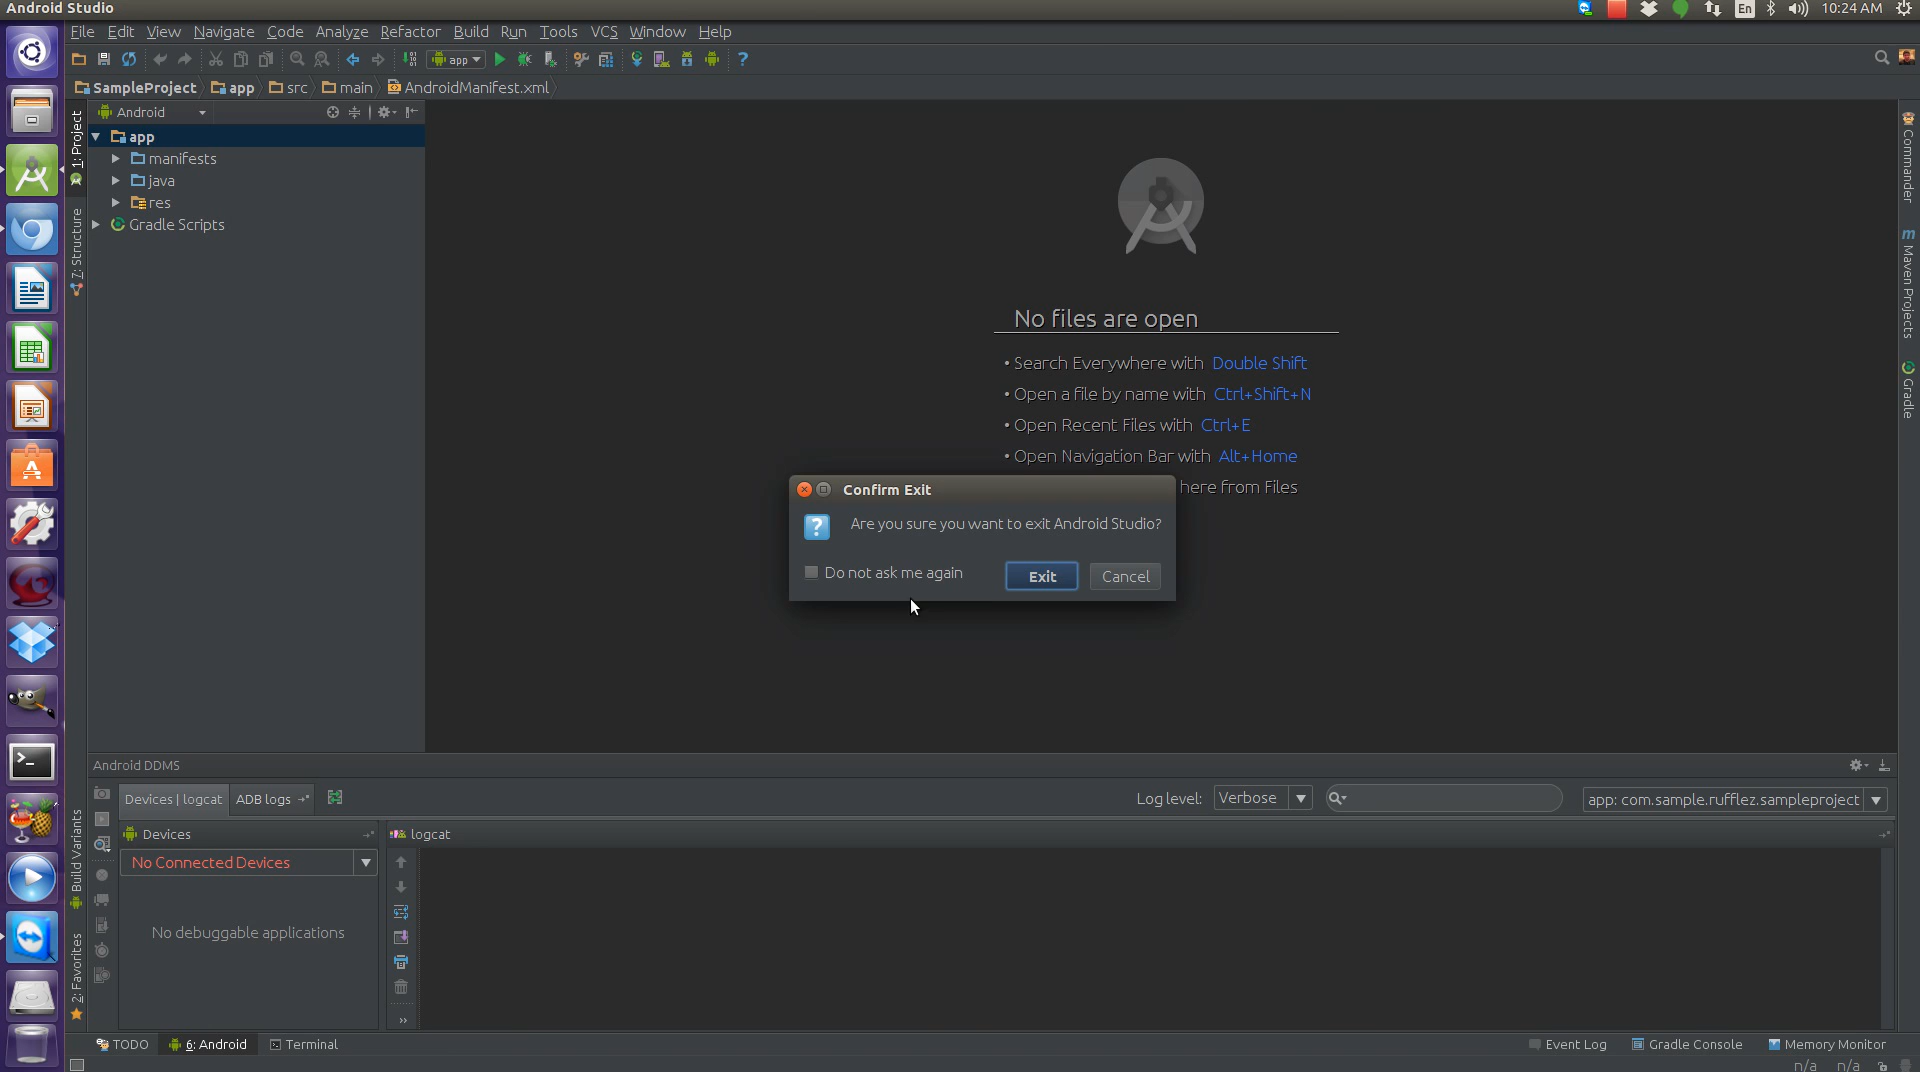 Android Studio
En
10:24 AM
File Edit View Navigate Code Analyze Refactor Build Run Tools VCS Window Help
app
?
SampleProject app src main AndroidManifest.xml
Android
app
manifests
java
res
Gradle Scripts
1: Project
7: Structure
Build Variants
2: Favorites
Commander
m Maven Projects
Gradle
No files are open
• Search Everywhere with Double Shift
• Open a file by name with Ctrl+Shift+N
• Open Recent Files with Ctrl+E
• Open Navigation Bar with Alt+Home
here from Files
Confirm Exit
? Are you sure you want to exit Android Studio?
Do not ask me again Exit Cancel
Android DDMS
Devices | logcat ADB logs
Log level: Verbose
app: com.sample.rufflez.sampleproject
Devices
logcat
No Connected Devices
No debuggable applications
TODO 6: Android Terminal
Event Log Gradle Console Memory Monitor
n/a n/a